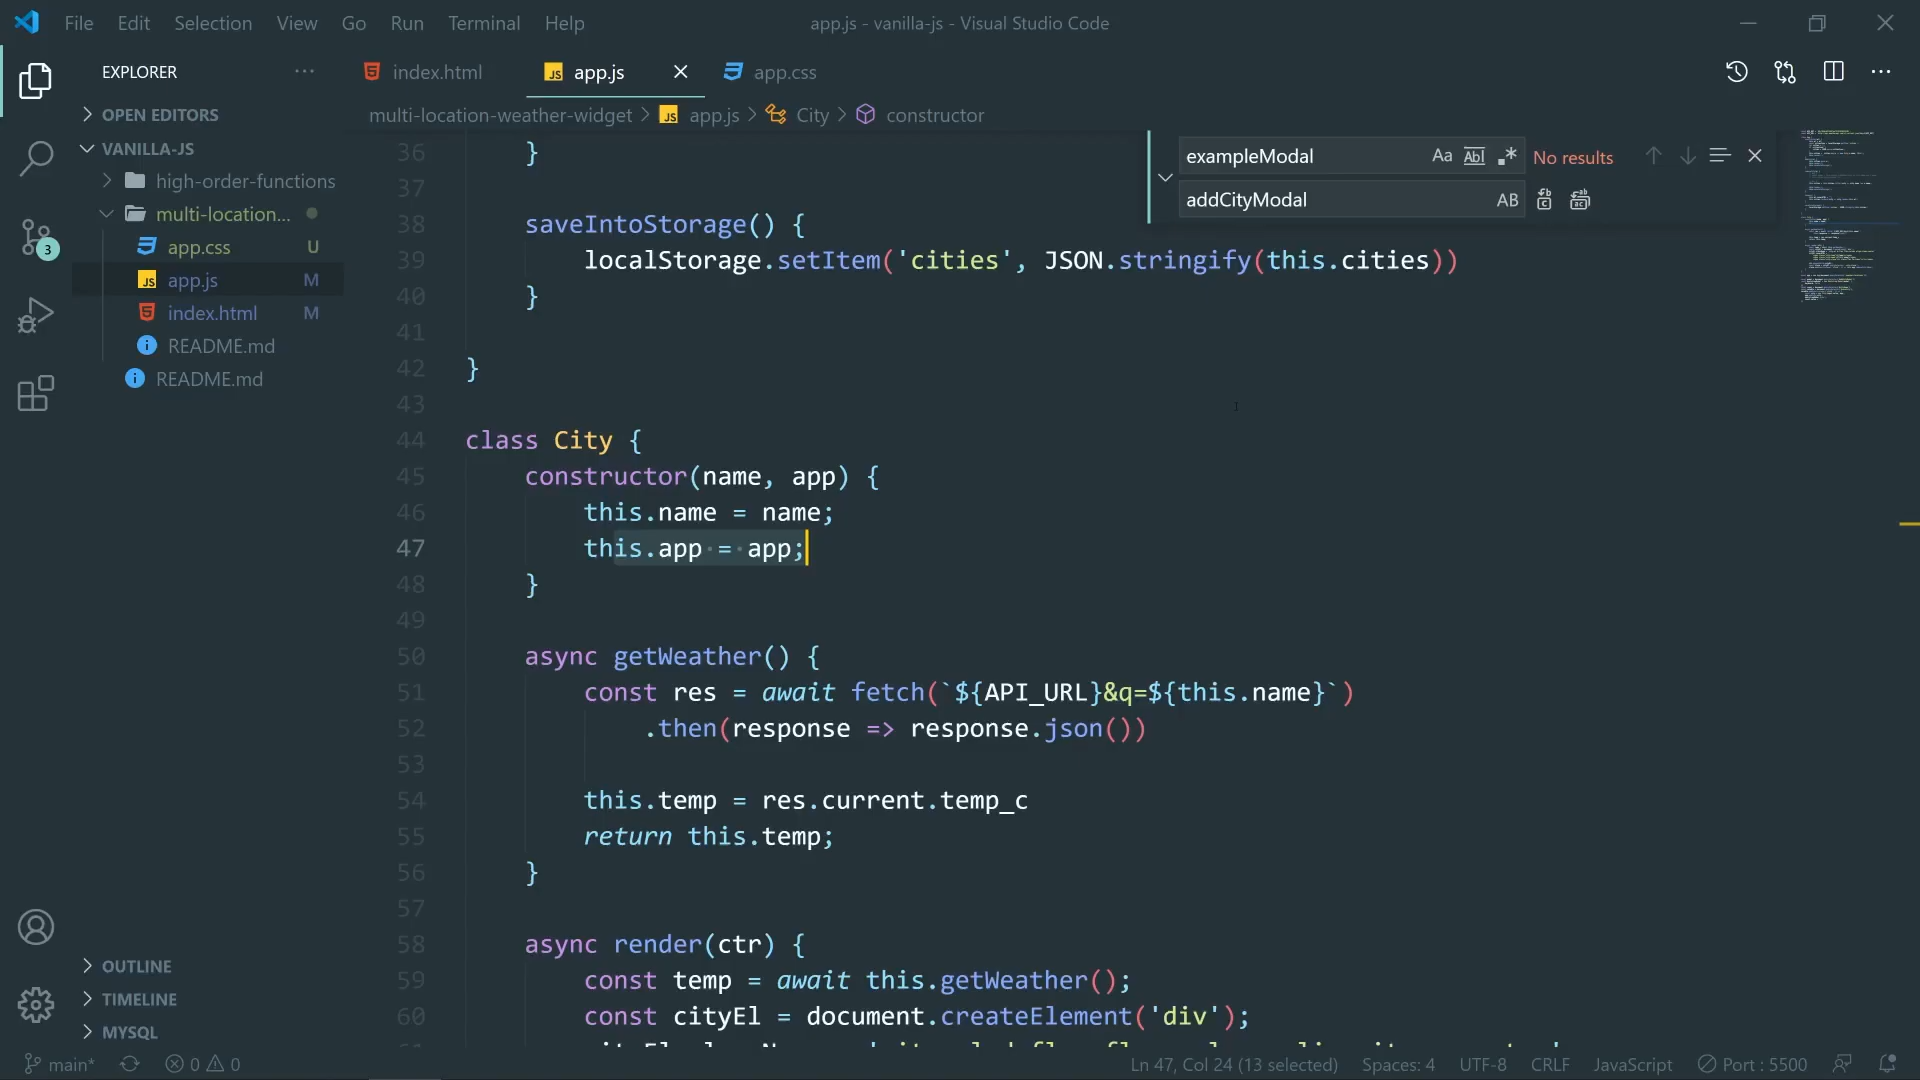 File Edit Selection View Go Run Terminal Help app.js - vanilla-js - Visual Studio Code
EXPLORER
index.html app.js app.css
OPEN EDITORS
multi-location-weather-widget > app.js > City > constructor
VANILLA-JS
high-order-functions
multi-location...
app.css U
app.js M
index.html M
README.md
README.md
3
exampleModal Aa Abl .* No results
addCityModal AB
36 }
37
38 saveIntoStorage() {
39 localStorage.setItem('cities', JSON.stringify(this.cities))
40 }
41
42 }
43
44 class City {
45 constructor(name, app) {
46 this.name = name;
47 this.app = app;
48 }
49
50 async getWeather() {
51 const res = await fetch(`${API_URL}&q=${this.name}`)
52 .then(response => response.json())
53
54 this.temp = res.current.temp_c
55 return this.temp;
56 }
57
58 async render(ctr) {
59 const temp = await this.getWeather();
60 const cityEl = document.createElement('div');
OUTLINE
TIMELINE
MYSQL
main* 0 0 Ln 47, Col 24 (13 selected) Spaces: 4 UTF-8 CRLF JavaScript Port : 5500